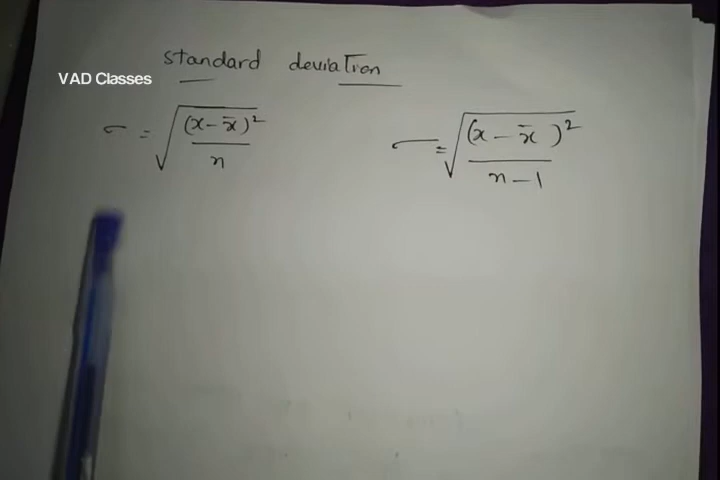 standard deviation
VAD Classes
σ = √((x - x̄)² / n)
σ = √((x - x̄)² / n - 1)